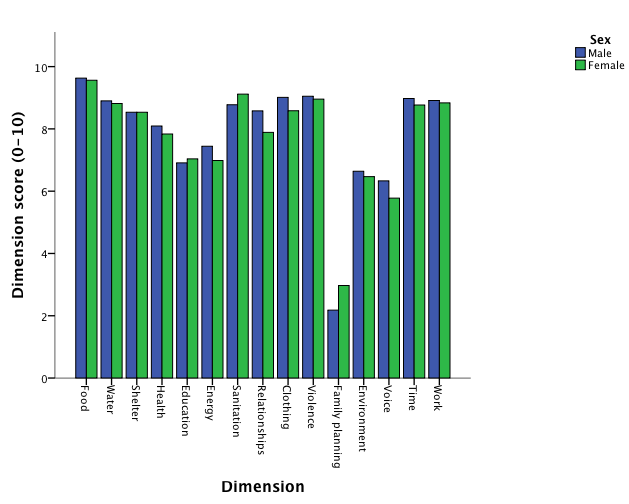 Sex
Male
Female
Dimension score (0–10)
10
8
6
4
2
0
Food
Water
Shelter
Health
Education
Energy
Sanitation
Relationships
Clothing
Violence
Family planning
Environment
Voice
Time
Work
Dimension